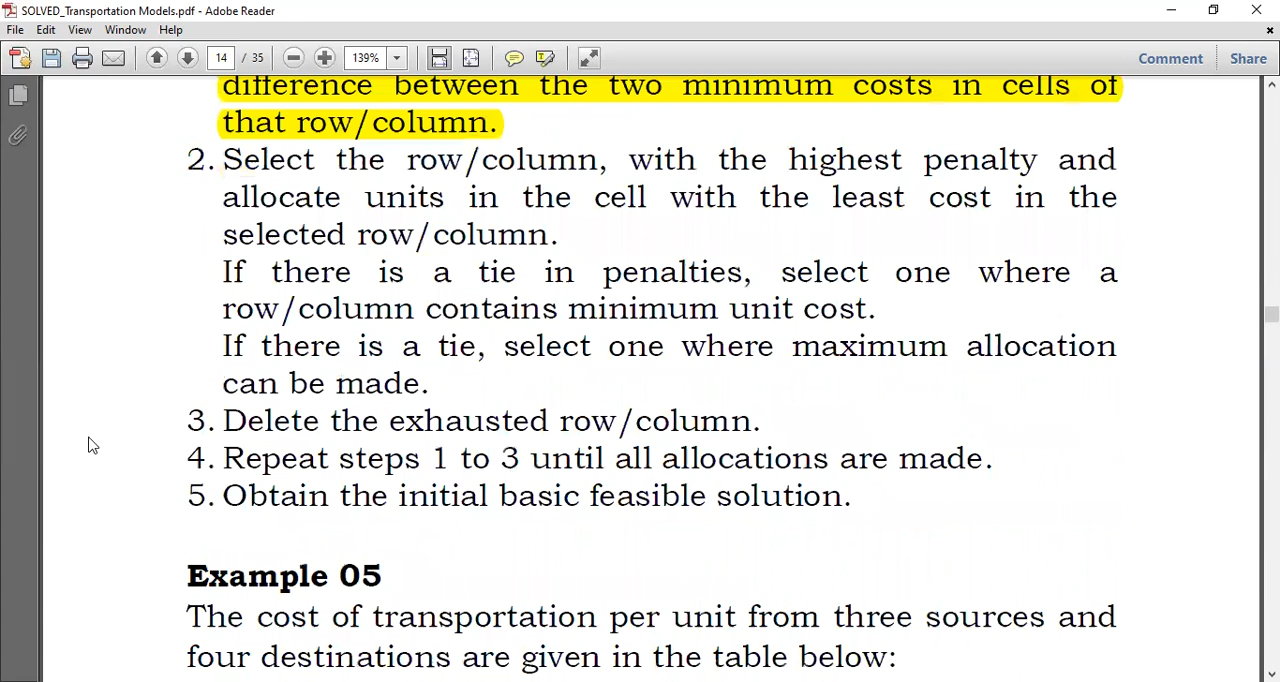 SOLVED_Transportation Models.pdf - Adobe Reader
File Edit View Window Help
14 / 35 139% Comment Share
difference between the two minimum costs in cells of
that row/column.
2. Select the row/column, with the highest penalty and
allocate units in the cell with the least cost in the
selected row/column.
If there is a tie in penalties, select one where a
row/column contains minimum unit cost.
If there is a tie, select one where maximum allocation
can be made.
3. Delete the exhausted row/column.
4. Repeat steps 1 to 3 until all allocations are made.
5. Obtain the initial basic feasible solution.
Example 05
The cost of transportation per unit from three sources and
four destinations are given in the table below: